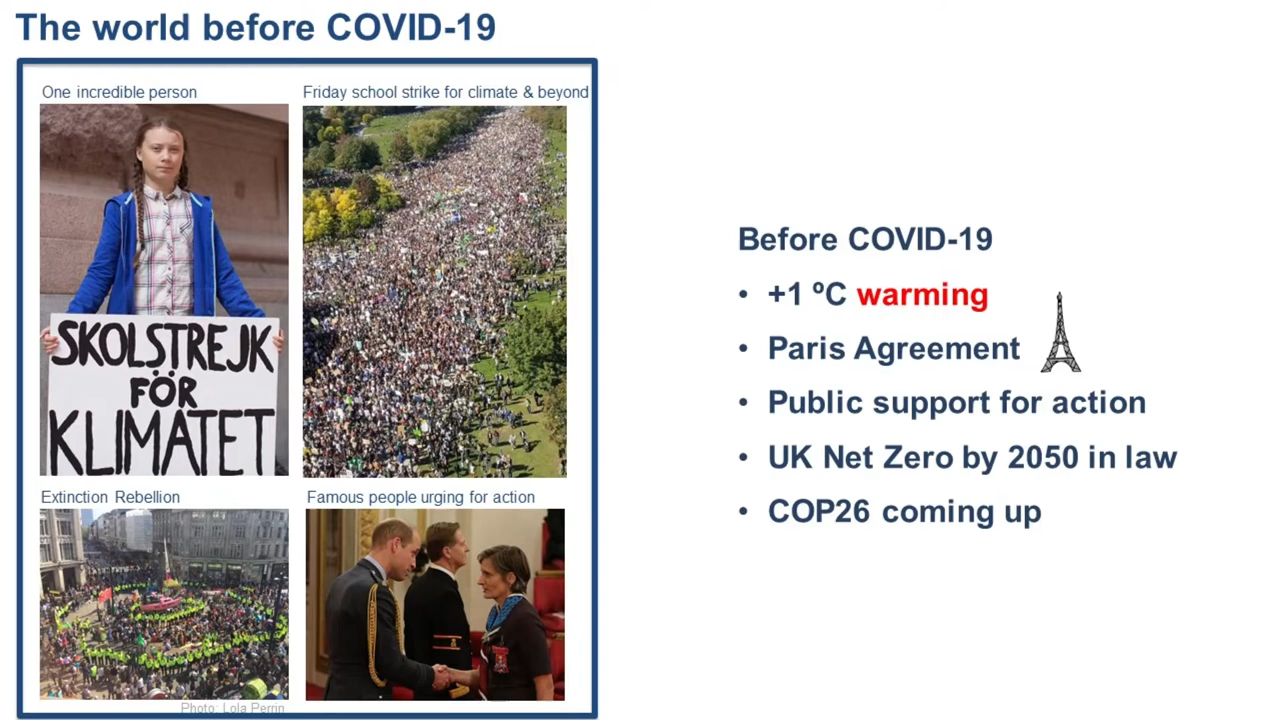 The world before COVID-19
One incredible person
Friday school strike for climate & beyond
SKOLSTREJK
FÖR
KLIMATET
Extinction Rebellion
Famous people urging for action
Photo: Lola Perrin
Before COVID-19
• +1 ºC warming
• Paris Agreement
• Public support for action
• UK Net Zero by 2050 in law
• COP26 coming up